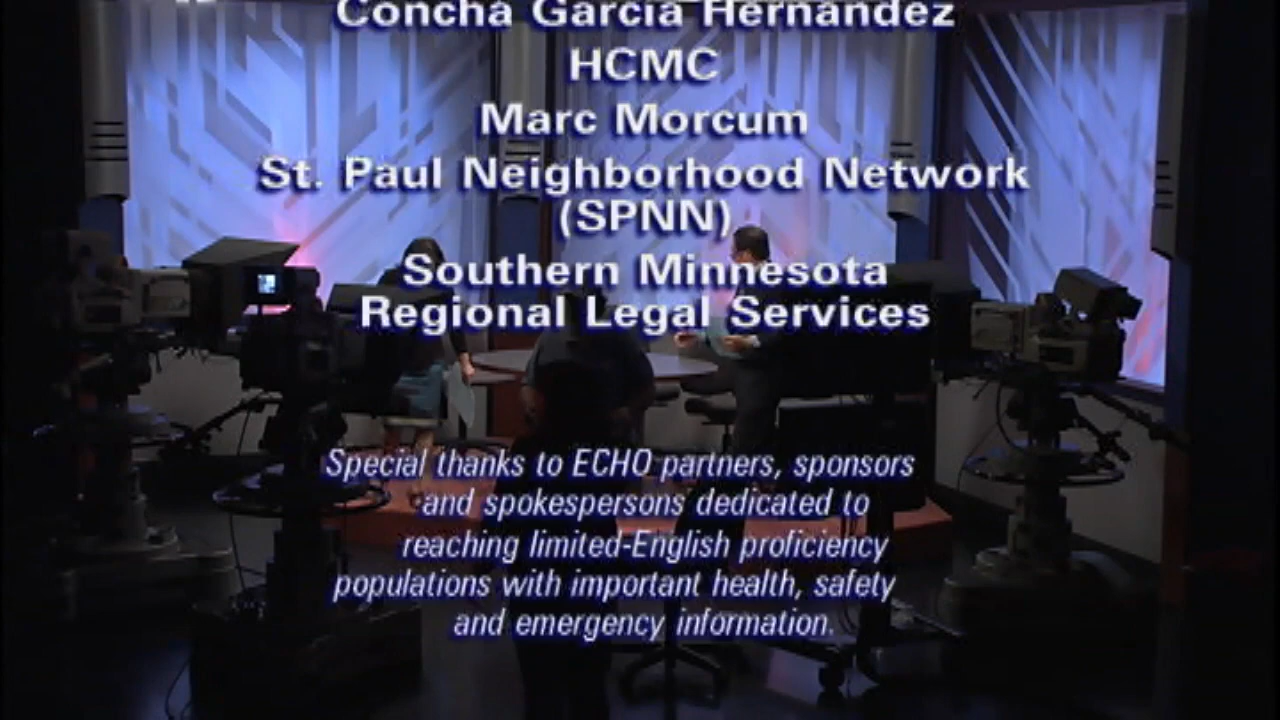 Concha Garcia Hernandez
HCMC
Marc Morcum
St. Paul Neighborhood Network
(SPNN)
Southern Minnesota
Regional Legal Services
Special thanks to ECHO partners, sponsors
and spokespersons dedicated to
reaching limited-English proficiency
populations with important health, safety
and emergency information.